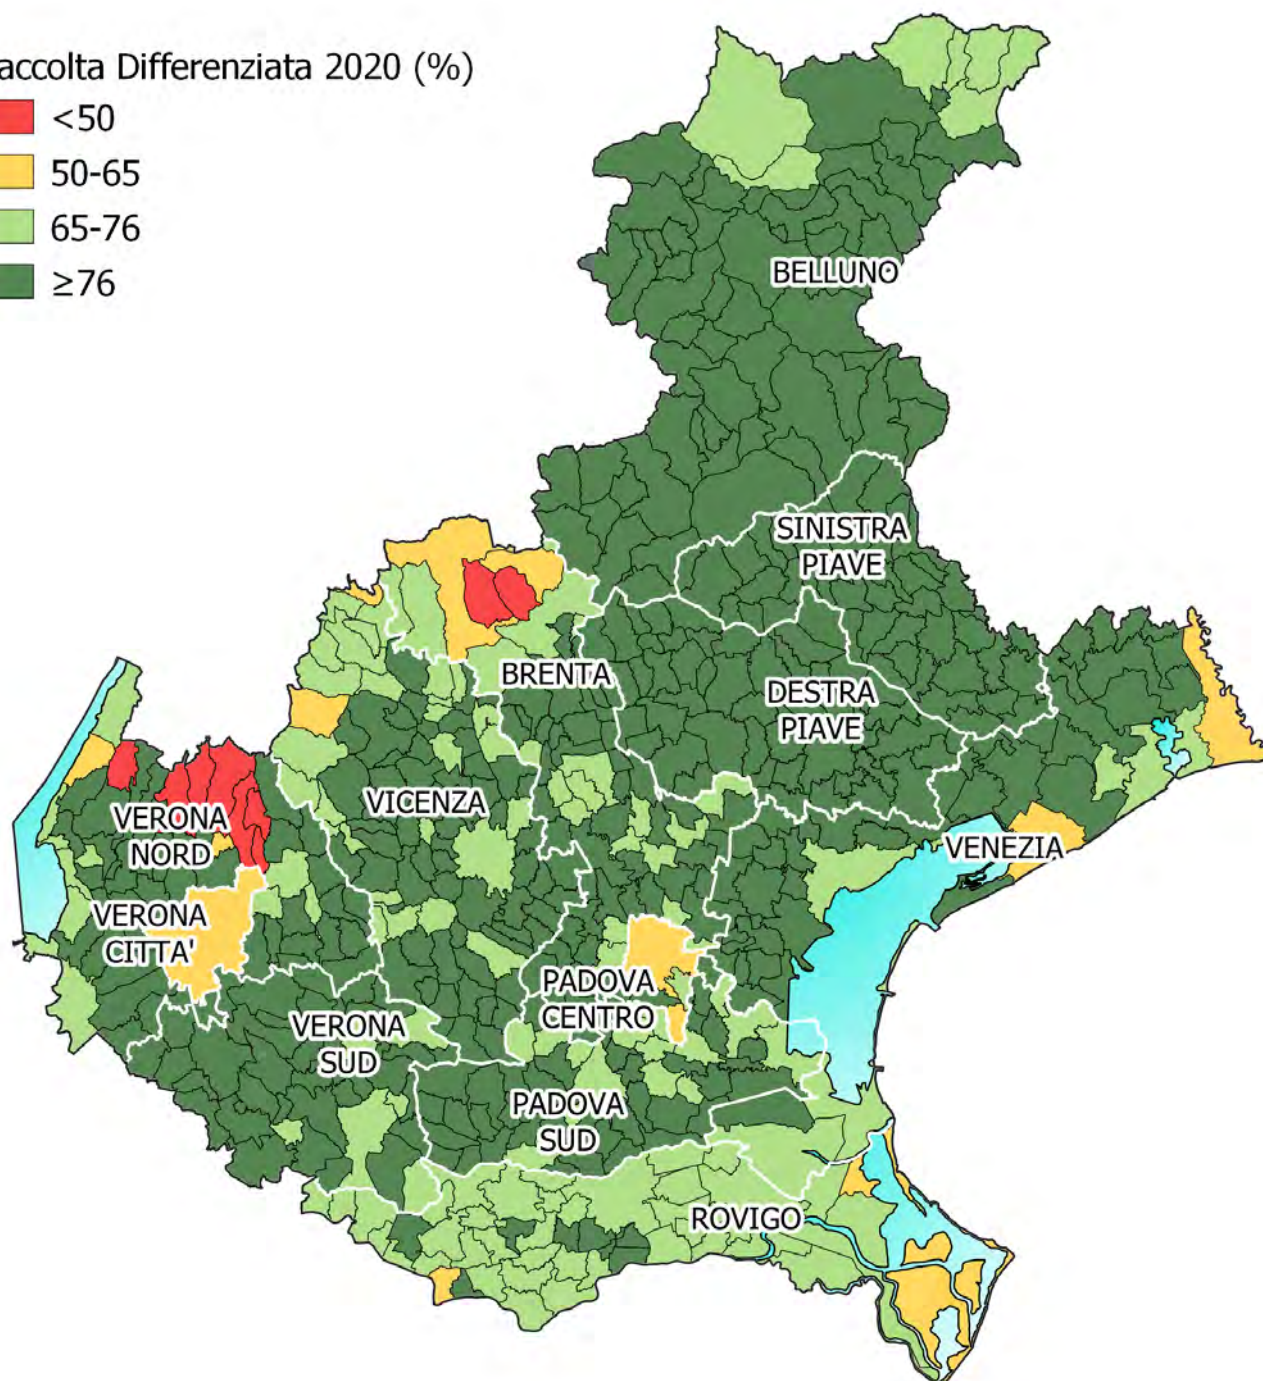 accolta Differenziata 2020 (%)
<50
50-65
65-76
≥76
BELLUNO
SINISTRA
PIAVE
BRENTA
DESTRA
PIAVE
VICENZA
VERONA
NORD
VENEZIA
VERONA
CITTA'
PADOVA
CENTRO
VERONA
SUD
PADOVA
SUD
ROVIGO